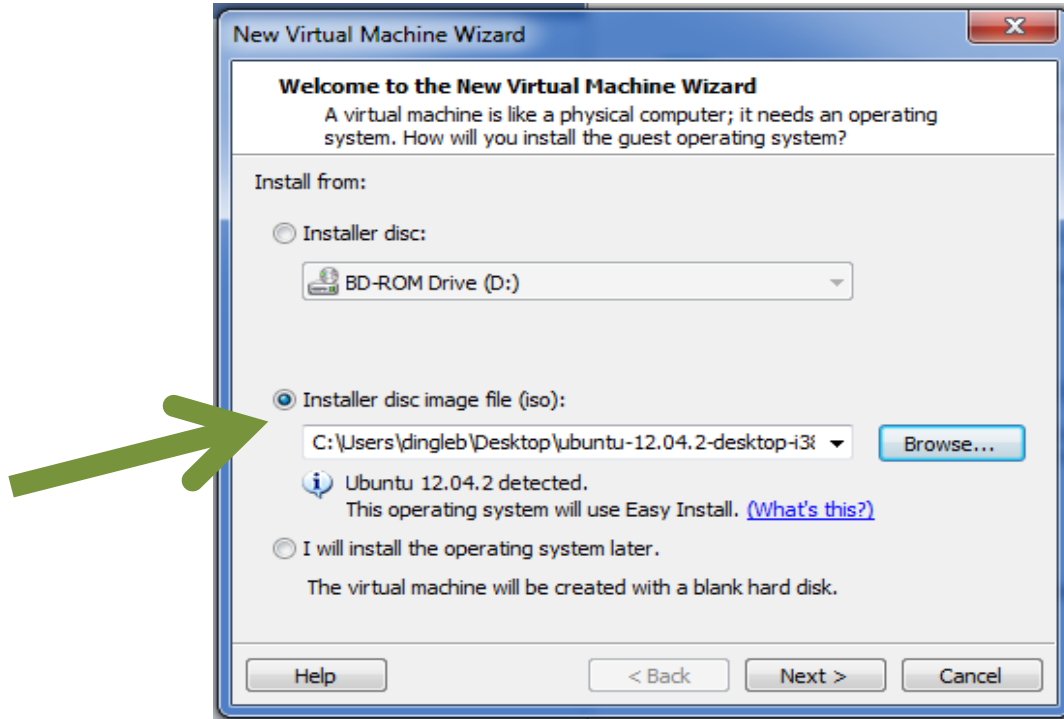 New Virtual Machine Wizard
Welcome to the New Virtual Machine Wizard
A virtual machine is like a physical computer; it needs an operating
system. How will you install the guest operating system?
Install from:
Installer disc:
BD-ROM Drive (D:)
Installer disc image file (iso):
C:\Users\dingleb\Desktop\ubuntu-12.04.2-desktop-i38
Browse...
Ubuntu 12.04.2 detected.
This operating system will use Easy Install. (What's this?)
I will install the operating system later.
The virtual machine will be created with a blank hard disk.
Help
< Back
Next >
Cancel